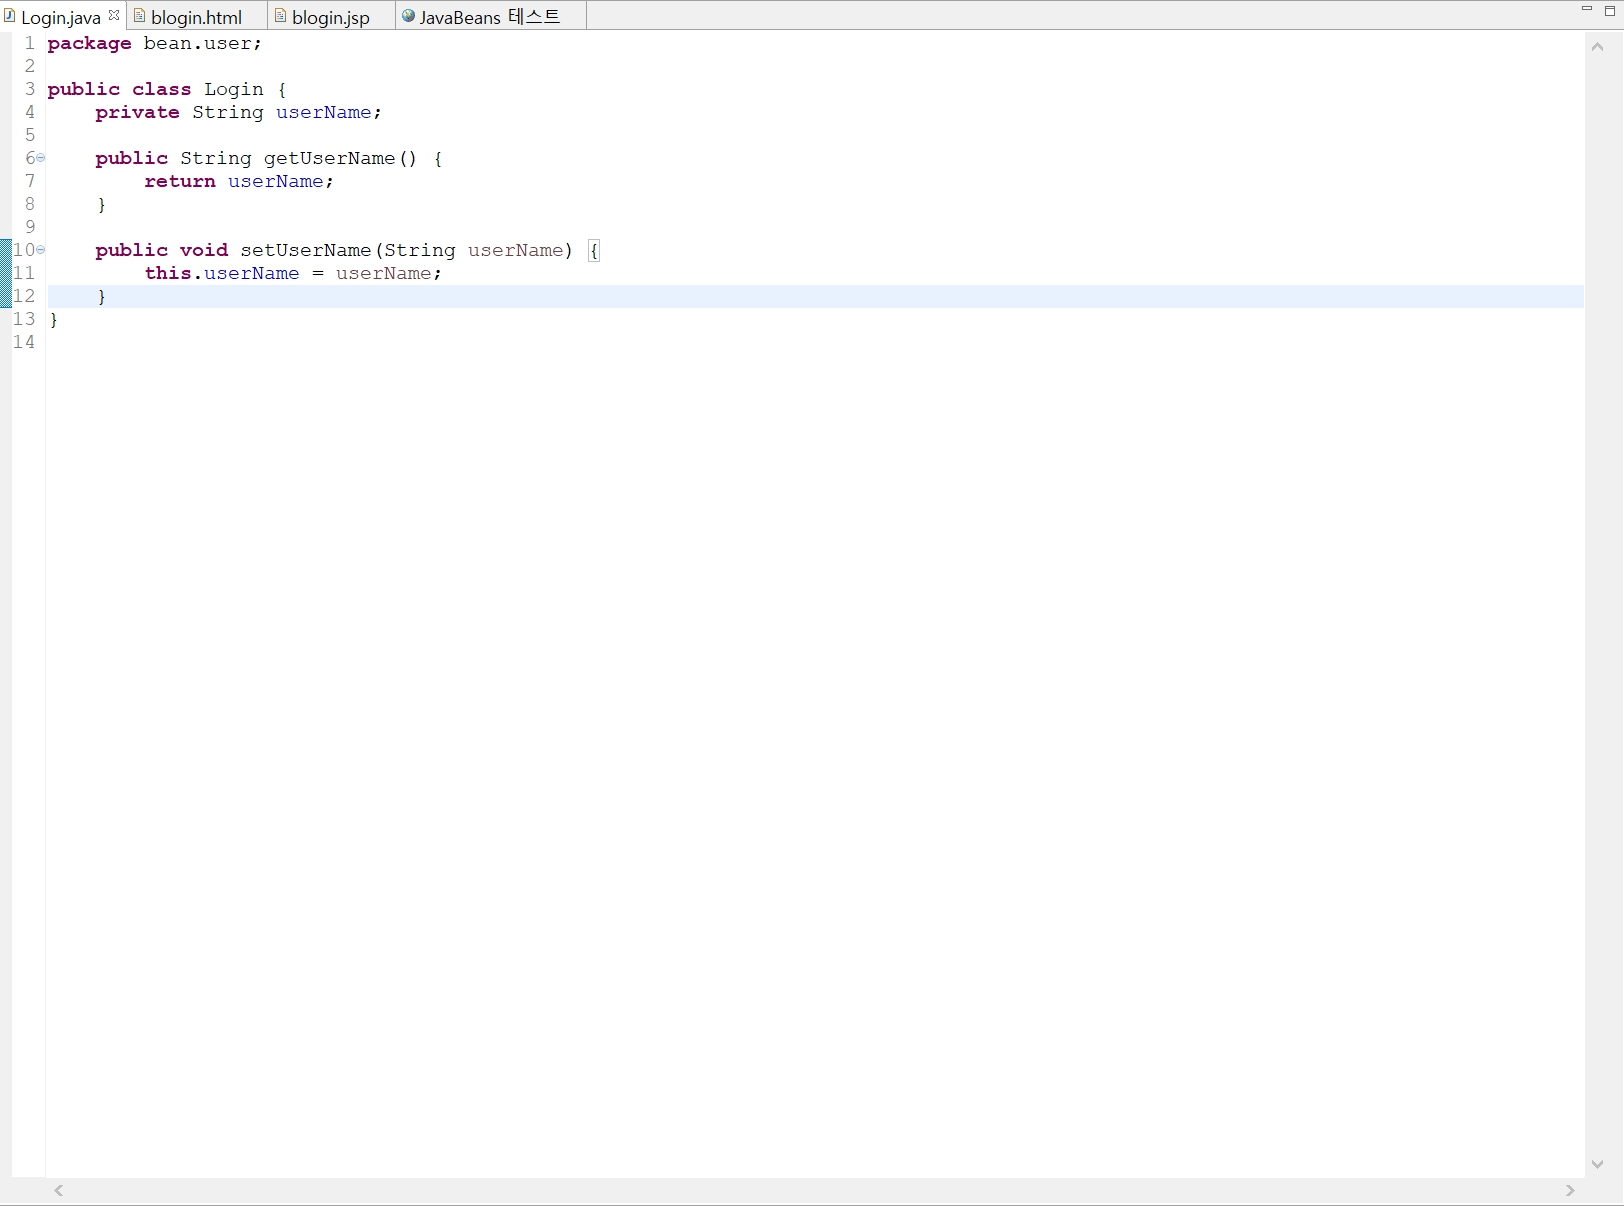 Login.java blogin.html blogin.jsp JavaBeans 테스트
1 package bean.user;
2
3 public class Login {
4     private String userName;
5
6     public String getUserName() {
7         return userName;
8     }
9
10     public void setUserName(String userName) {
11         this.userName = userName;
12     }
13 }
14